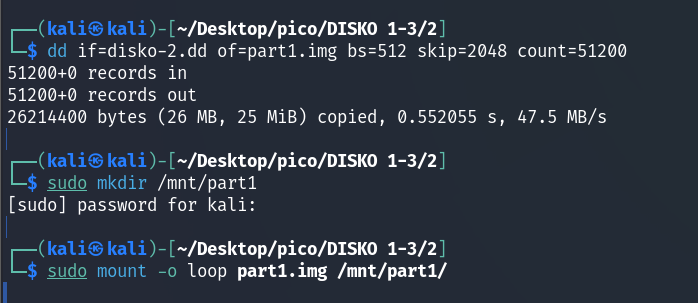 ┌──(kali㉿kali)-[~/Desktop/pico/DISKO 1-3/2]
└─$ dd if=disko-2.dd of=part1.img bs=512 skip=2048 count=51200
51200+0 records in
51200+0 records out
26214400 bytes (26 MB, 25 MiB) copied, 0.552055 s, 47.5 MB/s
┌──(kali㉿kali)-[~/Desktop/pico/DISKO 1-3/2]
└─$ sudo mkdir /mnt/part1
[sudo] password for kali:
┌──(kali㉿kali)-[~/Desktop/pico/DISKO 1-3/2]
└─$ sudo mount -o loop part1.img /mnt/part1/